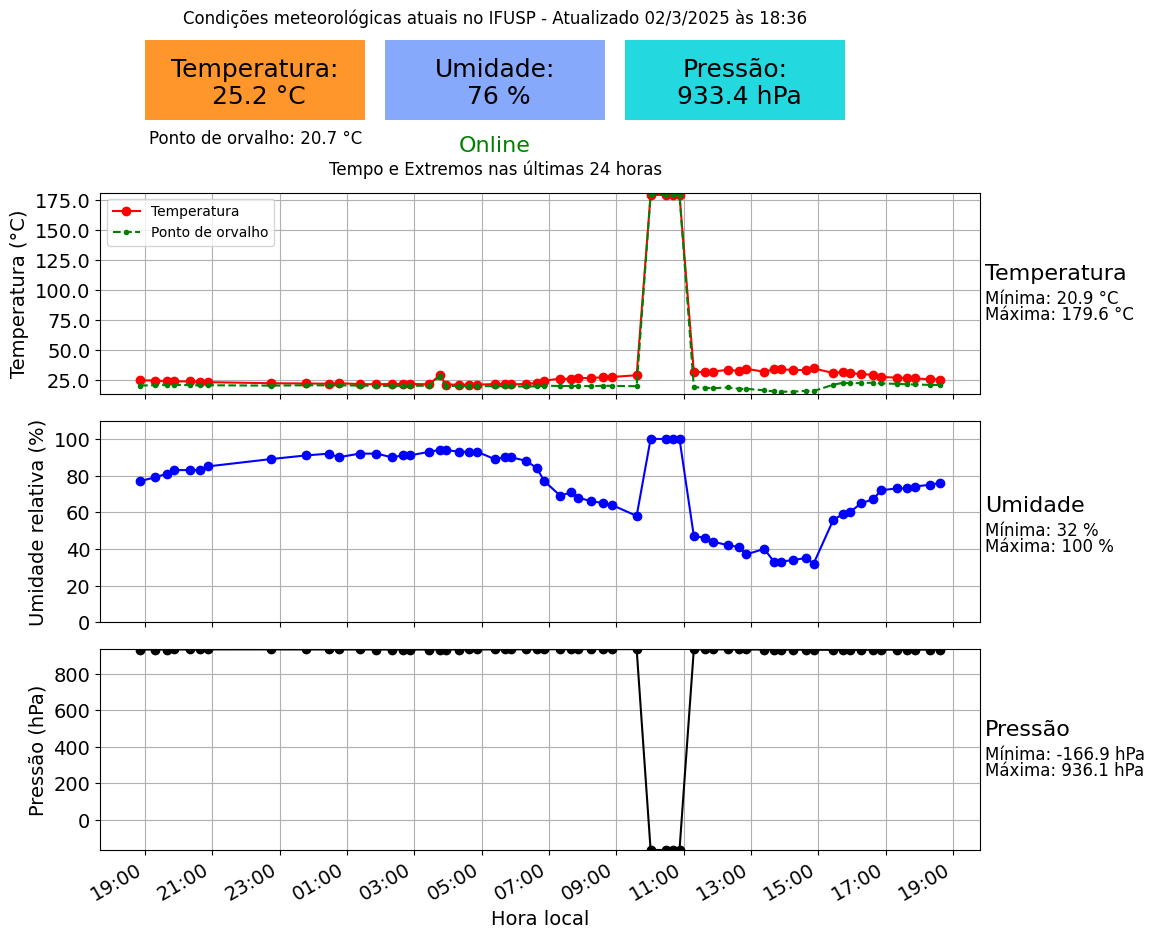 Condições meteorológicas atuais no IFUSP - Atualizado 02/3/2025 às 18:36
Temperatura:
25.2 °C
Umidade:
76 %
Pressão:
933.4 hPa
Ponto de orvalho: 20.7 °C
Online
Tempo e Extremos nas últimas 24 horas
Temperatura (°C)
175.0
150.0
125.0
100.0
75.0
50.0
25.0
Temperatura
Ponto de orvalho
Temperatura
Mínima: 20.9 °C
Máxima: 179.6 °C
Umidade relativa (%)
100
80
60
40
20
0
Umidade
Mínima: 32 %
Máxima: 100 %
Pressão (hPa)
800
600
400
200
0
Pressão
Mínima: -166.9 hPa
Máxima: 936.1 hPa
19:00 21:00 23:00 01:00 03:00 05:00 07:00 09:00 11:00 13:00 15:00 17:00 19:00
Hora local